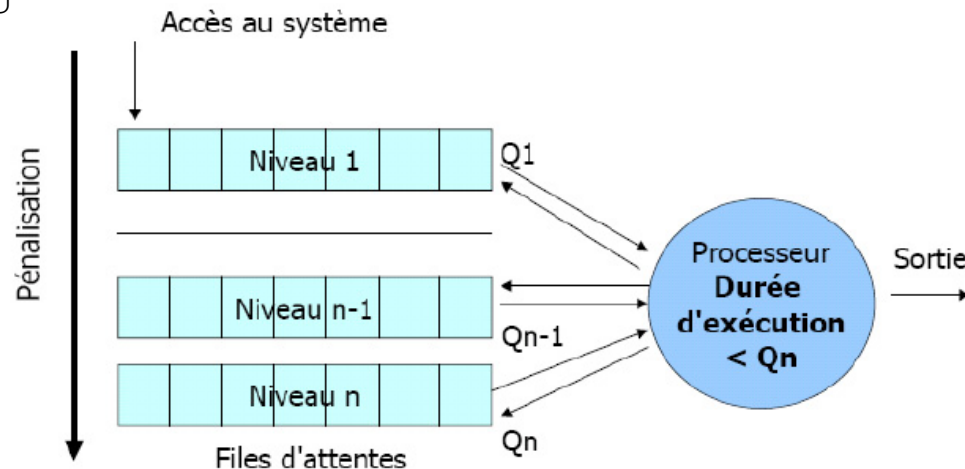 Accès au système
Pénalisation
Niveau 1
Q1
Niveau n-1
Qn-1
Niveau n
Qn
Files d'attentes
Processeur
Durée
d'exécution
< Qn
Sortie